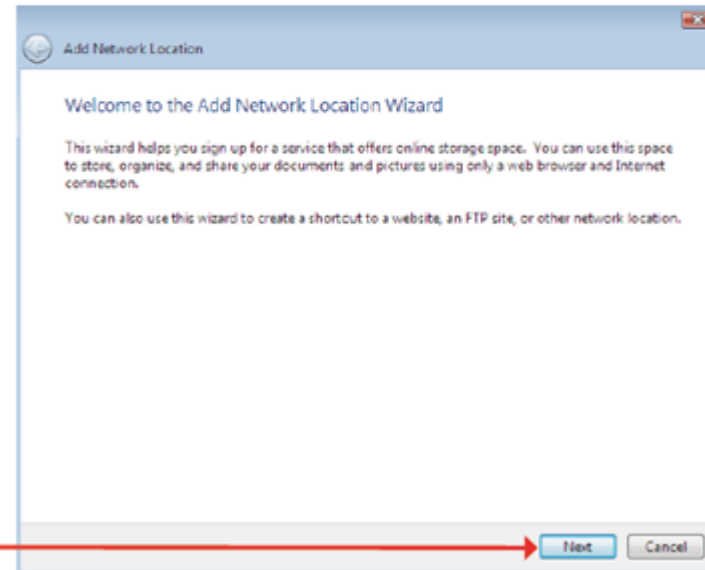 Add Network Location
Welcome to the Add Network Location Wizard
This wizard helps you sign up for a service that offers online storage space. You can use this space
to store, organize, and share your documents and pictures using only a web browser and Internet
connection.
You can also use this wizard to create a shortcut to a website, an FTP site, or other network location.
Next Cancel